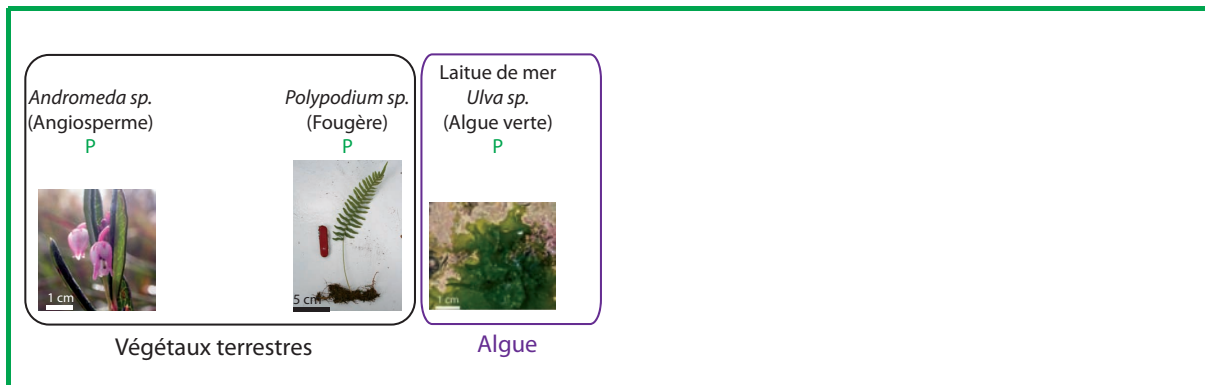 Andromeda sp.
(Angiosperme)
P
1 cm
Polypodium sp.
(Fougère)
P
5 cm
Végétaux terrestres
Laitue de mer
Ulva sp.
(Algue verte)
P
1 cm
Algue